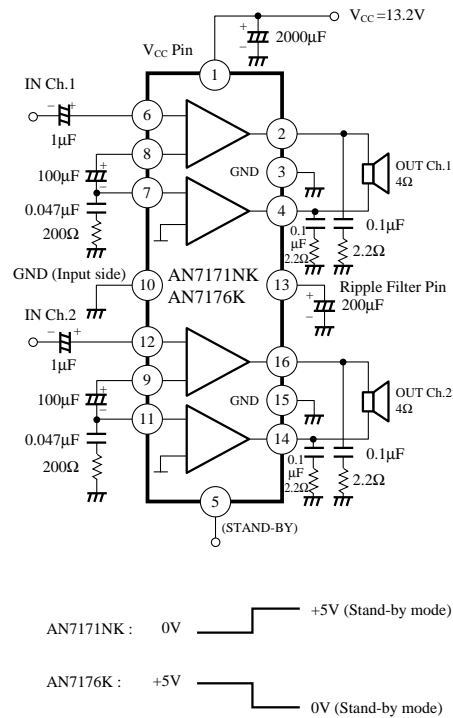 V_CC =13.2V
2000µF
+
−
V_CC Pin
1
IN Ch.1
− +
1µF
6
2
8
3
GND
OUT Ch.1
4Ω
100µF
+
−
7
4
0.047µF
0.1
µF
0.1µF
200Ω
2.2Ω
2.2Ω
GND (Input side)
AN7171NK
AN7176K
10
13
Ripple Filter Pin
+
−
200µF
IN Ch.2
− +
1µF
12
16
9
15
GND
OUT Ch.2
4Ω
100µF
+
−
11
14
0.047µF
0.1
µF
0.1µF
200Ω
2.2Ω
2.2Ω
5
(STAND-BY)
AN7171NK : 0V +5V (Stand-by mode)
AN7176K : +5V 0V (Stand-by mode)